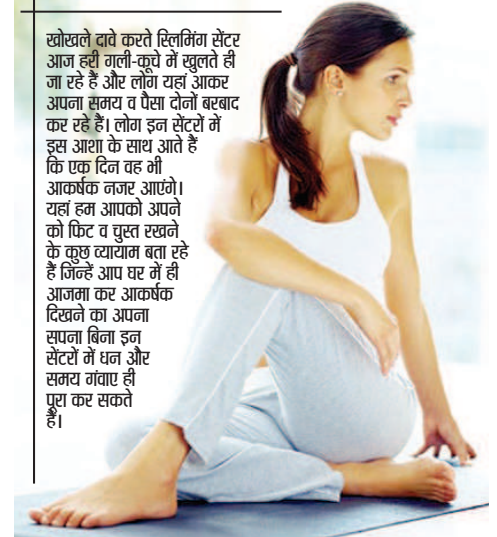 खोखले दावे करते स्लिमिंग सेंटर
आज हरी गली-कूचे में खुलते ही
जा रहे हैं और लोग यहां आकर
अपना समय व पैसा दोनों बरबाद
कर रहे हैं। लोग इन सेंटरों में
इस आशा के साथ आते हैं
कि एक दिन वह भी
आकर्षक नजर आएंगे।
यहां हम आपको अपने
को फिट व चुस्त रखने
के कुछ व्यायाम बता रहे
हैं जिन्हें आप घर में ही
आजमा कर आकर्षक
दिखने का अपना
सपना बिना इन
सेंटरों में धन और
समय गंवाए ही
पूरा कर सकते
हैं।